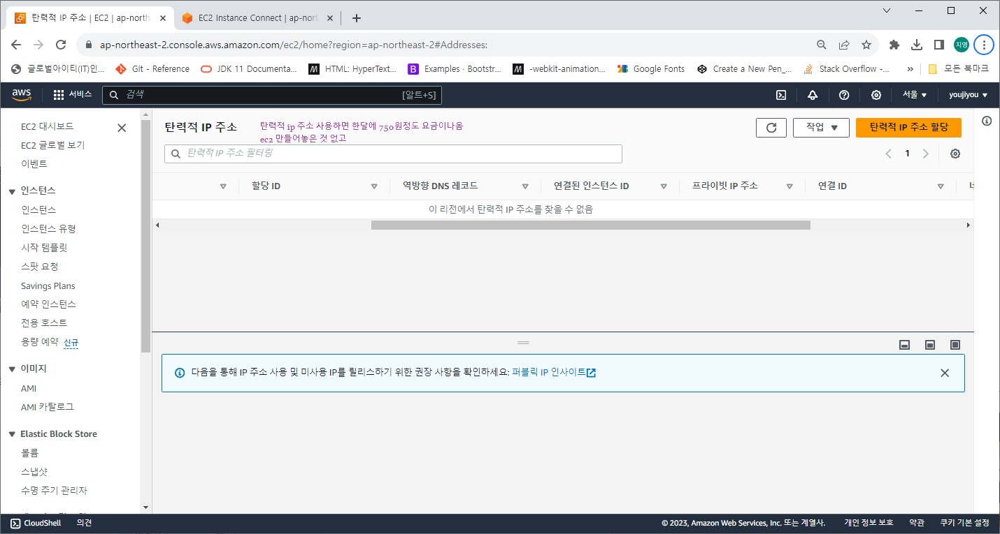 탄력적 IP 주소 | EC2 | ap-north
EC2 Instance Connect | ap-nort
ap-northeast-2.console.aws.amazon.com/ec2/home?region=ap-northeast-2#Addresses:
지영
글로벌아이티(IT)인...
Git - Reference
JDK 11 Documenta...
HTML: HyperText...
Examples · Bootstr...
-webkit-animation...
Google Fonts
Create a New Pen_...
Stack Overflow -...
»
모든 북마크
aws
서비스
검색
[알트+S]
서울
youjiyou
EC2 대시보드
EC2 글로벌 보기
이벤트
인스턴스
인스턴스
인스턴스 유형
시작 템플릿
스팟 요청
Savings Plans
예약 인스턴스
전용 호스트
용량 예약 신규
이미지
AMI
AMI 카탈로그
Elastic Block Store
볼륨
스냅샷
수명 주기 관리자
탄력적 IP 주소
탄력적 ip 주소 사용하면 한달에 750원정도 요금이나옴
ec2 만들어놓은 것 없고
작업
탄력적 IP 주소 할당
탄력적 IP 주소 필터링
1
할당 ID
역방향 DNS 레코드
연결된 인스턴스 ID
프라이빗 IP 주소
연결 ID
이 리전에서 탄력적 IP 주소를 찾을 수 없음
다음을 통해 IP 주소 사용 및 미사용 IP를 릴리스하기 위한 권장 사항을 확인하세요: 퍼블릭 IP 인사이트
CloudShell
의견
© 2023, Amazon Web Services, Inc. 또는 계열사.
개인 정보 보호
약관
쿠키 기본 설정